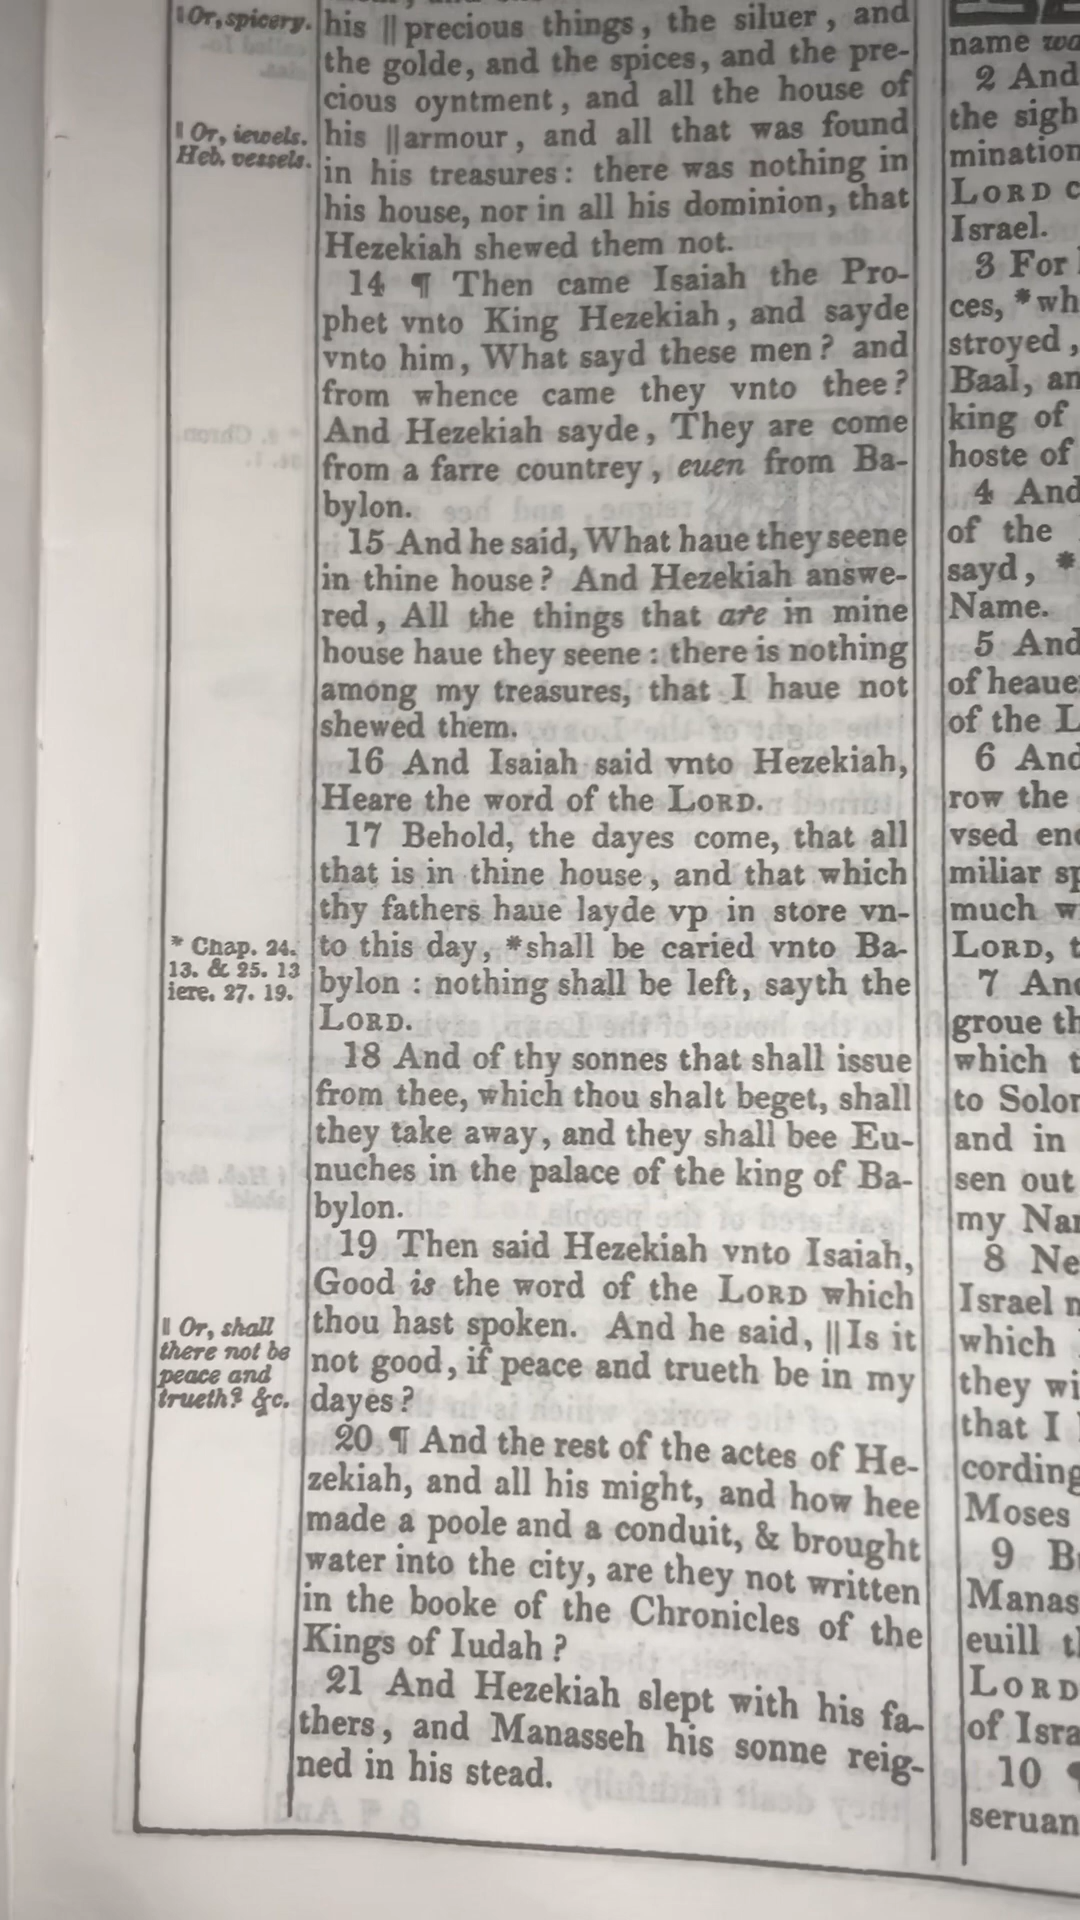 ‖ Or, spicery.
his ‖ precious things, the siluer, and
the golde, and the spices, and the pre-
cious oyntment, and all the house of
‖ Or, iewels.
Heb. vessels.
his ‖ armour, and all that was found
in his treasures: there was nothing in
his house, nor in all his dominion, that
Hezekiah shewed them not.
14 ¶ Then came Isaiah the Pro-
phet vnto King Hezekiah, and sayde
vnto him, What sayd these men? and
from whence came they vnto thee?
And Hezekiah sayde, They are come
from a farre countrey, euen from Ba-
bylon.
15 And he said, What haue they seene
in thine house? And Hezekiah answe-
red, All the things that are in mine
house haue they seene: there is nothing
among my treasures, that I haue not
shewed them.
16 And Isaiah said vnto Hezekiah,
Heare the word of the LORD.
17 Behold, the dayes come, that all
that is in thine house, and that which
thy fathers haue layde vp in store vn-
* Chap. 24.
13. & 25. 13
iere. 27. 19.
to this day, *shall be caried vnto Ba-
bylon: nothing shall be left, sayth the
LORD.
18 And of thy sonnes that shall issue
from thee, which thou shalt beget, shall
they take away, and they shall bee Eu-
nuches in the palace of the king of Ba-
bylon.
19 Then said Hezekiah vnto Isaiah,
Good is the word of the LORD which
‖ Or, shall
there not be
peace and
trueth? &c.
thou hast spoken. And he said, ‖ Is it
not good, if peace and trueth be in my
dayes?
20 ¶ And the rest of the actes of He-
zekiah, and all his might, and how hee
made a poole and a conduit, & brought
water into the city, are they not written
in the booke of the Chronicles of the
Kings of Iudah?
21 And Hezekiah slept with his fa-
thers, and Manasseh his sonne reig-
ned in his stead.
name
2 And
the sigh
mination
LORD
Israel.
3 For
ces, *wh
stroyed,
Baal, an
king of
hoste of
4 And
of the
sayd, *
Name.
5 And
of heaue
of the L
6 And
row the
vsed enc
miliar sp
much w
LORD, t
7 And
groue th
which t
to Solor
and in
sen out
my Nar
8 Ne
Israel n
which
they wi
that I
cording
Moses
9 B
Manas
euill t
LORD
of Isra
10 ¶
seruan